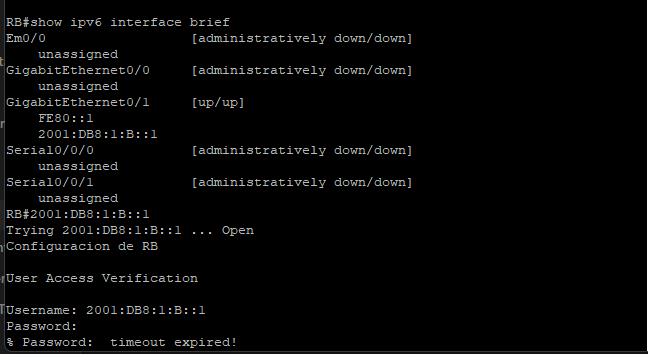 RB#show ipv6 interface brief
Em0/0                  [administratively down/down]
    unassigned
GigabitEthernet0/0     [administratively down/down]
    unassigned
GigabitEthernet0/1     [up/up]
    FE80::1
    2001:DB8:1:B::1
Serial0/0/0            [administratively down/down]
    unassigned
Serial0/0/1            [administratively down/down]
    unassigned
RB#2001:DB8:1:B::1
Trying 2001:DB8:1:B::1 ... Open
Configuracion de RB
User Access Verification
Username: 2001:DB8:1:B::1
Password:
% Password:  timeout expired!